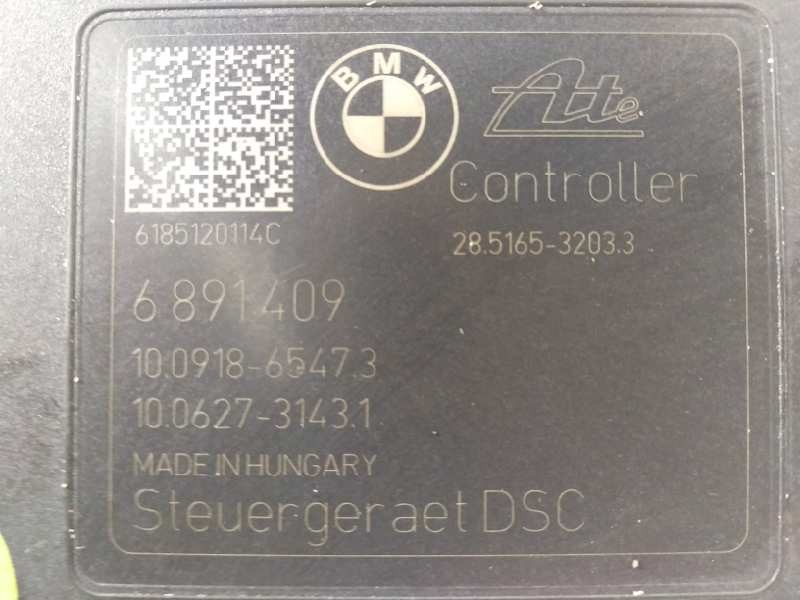 BMW
Ate
Controller
6185120114C
28.5165-3203.3
6 891 409
10.0918-6547.3
10.0627-3143.1
MADE IN HUNGARY
Steuergeraet DSC